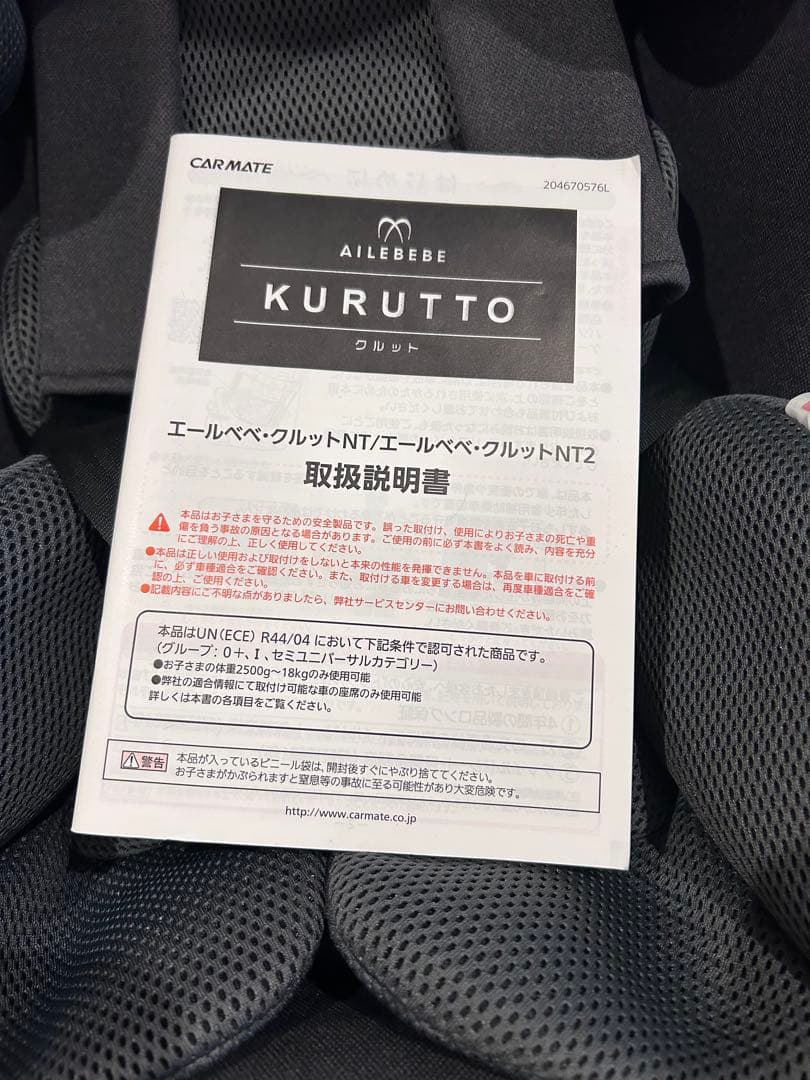 CARMATE
204670576L
AILEBEBE
KURUTTO
クルット
エールベベ・クルットNT/エールベベ・クルットNT2
取扱説明書
本品はお子さまを守るための安全製品です。誤った取付け、使用によりお子さまの死亡や重
傷を負う事故の原因となる場合があります。ご使用の前に必ず本書をよく読み、内容を充分
にご理解の上、正しく使用してください。
●本品は正しい使用および取付けをしないと本来の性能を発揮できません。本品を車に取付ける前
に、必ず車種適合をご確認ください。また、取付ける車を変更する場合は、再度車種適合をご確
認の上、ご使用ください。
●記載内容にご不明な点がありましたら、弊社サービスセンターにお問い合わせください。
本品はUN(ECE) R44/04 において下記条件で認可された商品です。
(グループ: 0+、I、セミユニバーサルカテゴリー)
●お子さまの体重2500g~18kgのみ使用可能
●弊社の適合情報にて取付け可能な車の座席のみ使用可能
詳しくは本書の各項目をご覧ください。
警告 本品が入っているビニール袋は、開封後すぐにやぶり捨ててください。
お子さまがかぶられますと窒息等の事故に至る可能性があり大変危険です。
http://www.carmate.co.jp